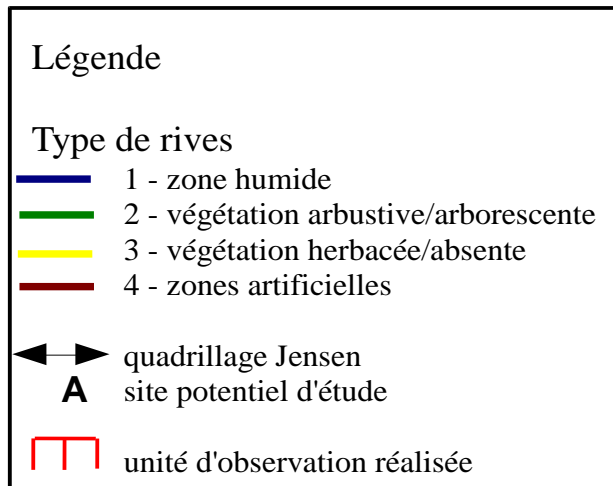 Légende
Type de rives
1 - zone humide
2 - végétation arbustive/arborescente
3 - végétation herbacée/absente
4 - zones artificielles
quadrillage Jensen
A site potentiel d'étude
unité d'observation réalisée